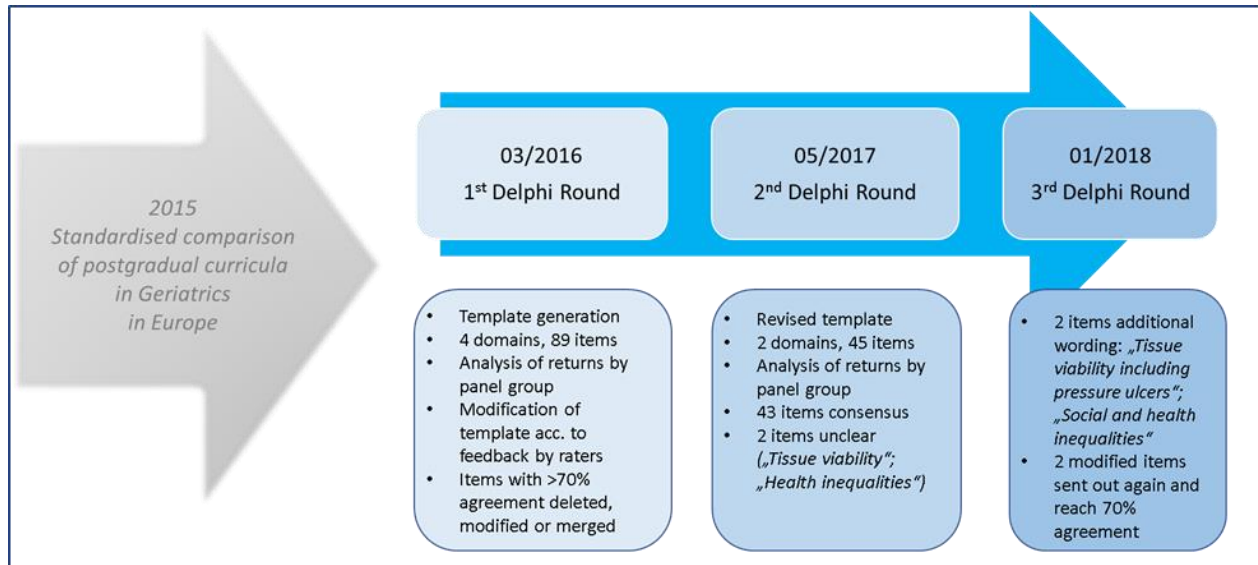 2015
Standardised comparison
of postgradual curricula
in Geriatrics
in Europe
03/2016
1st Delphi Round
05/2017
2nd Delphi Round
01/2018
3rd Delphi Round
• Template generation
• 4 domains, 89 items
• Analysis of returns by
panel group
• Modification of
template acc. to
feedback by raters
• Items with >70%
agreement deleted,
modified or merged
• Revised template
• 2 domains, 45 items
• Analysis of returns by
panel group
• 43 items consensus
• 2 items unclear
(„Tissue viability“;
„Health inequalities“)
• 2 items additional
wording: „Tissue
viability including
pressure ulcers“;
„Social and health
inequalities“
• 2 modified items
sent out again and
reach 70%
agreement